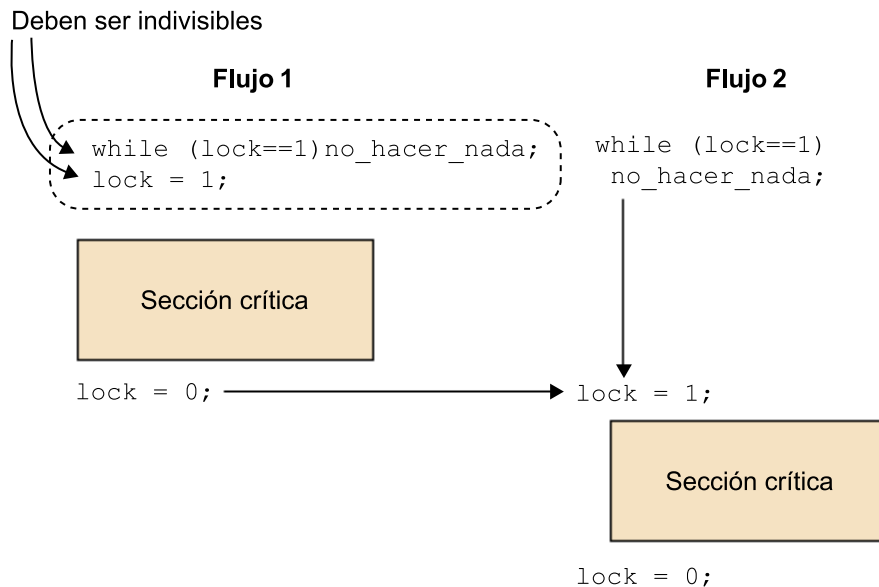 Deben ser indivisibles
Flujo 1
while (lock==1)no_hacer_nada;
lock = 1;
Sección crítica
lock = 0;
Flujo 2
while (lock==1)
no_hacer_nada;
lock = 1;
Sección crítica
lock = 0;